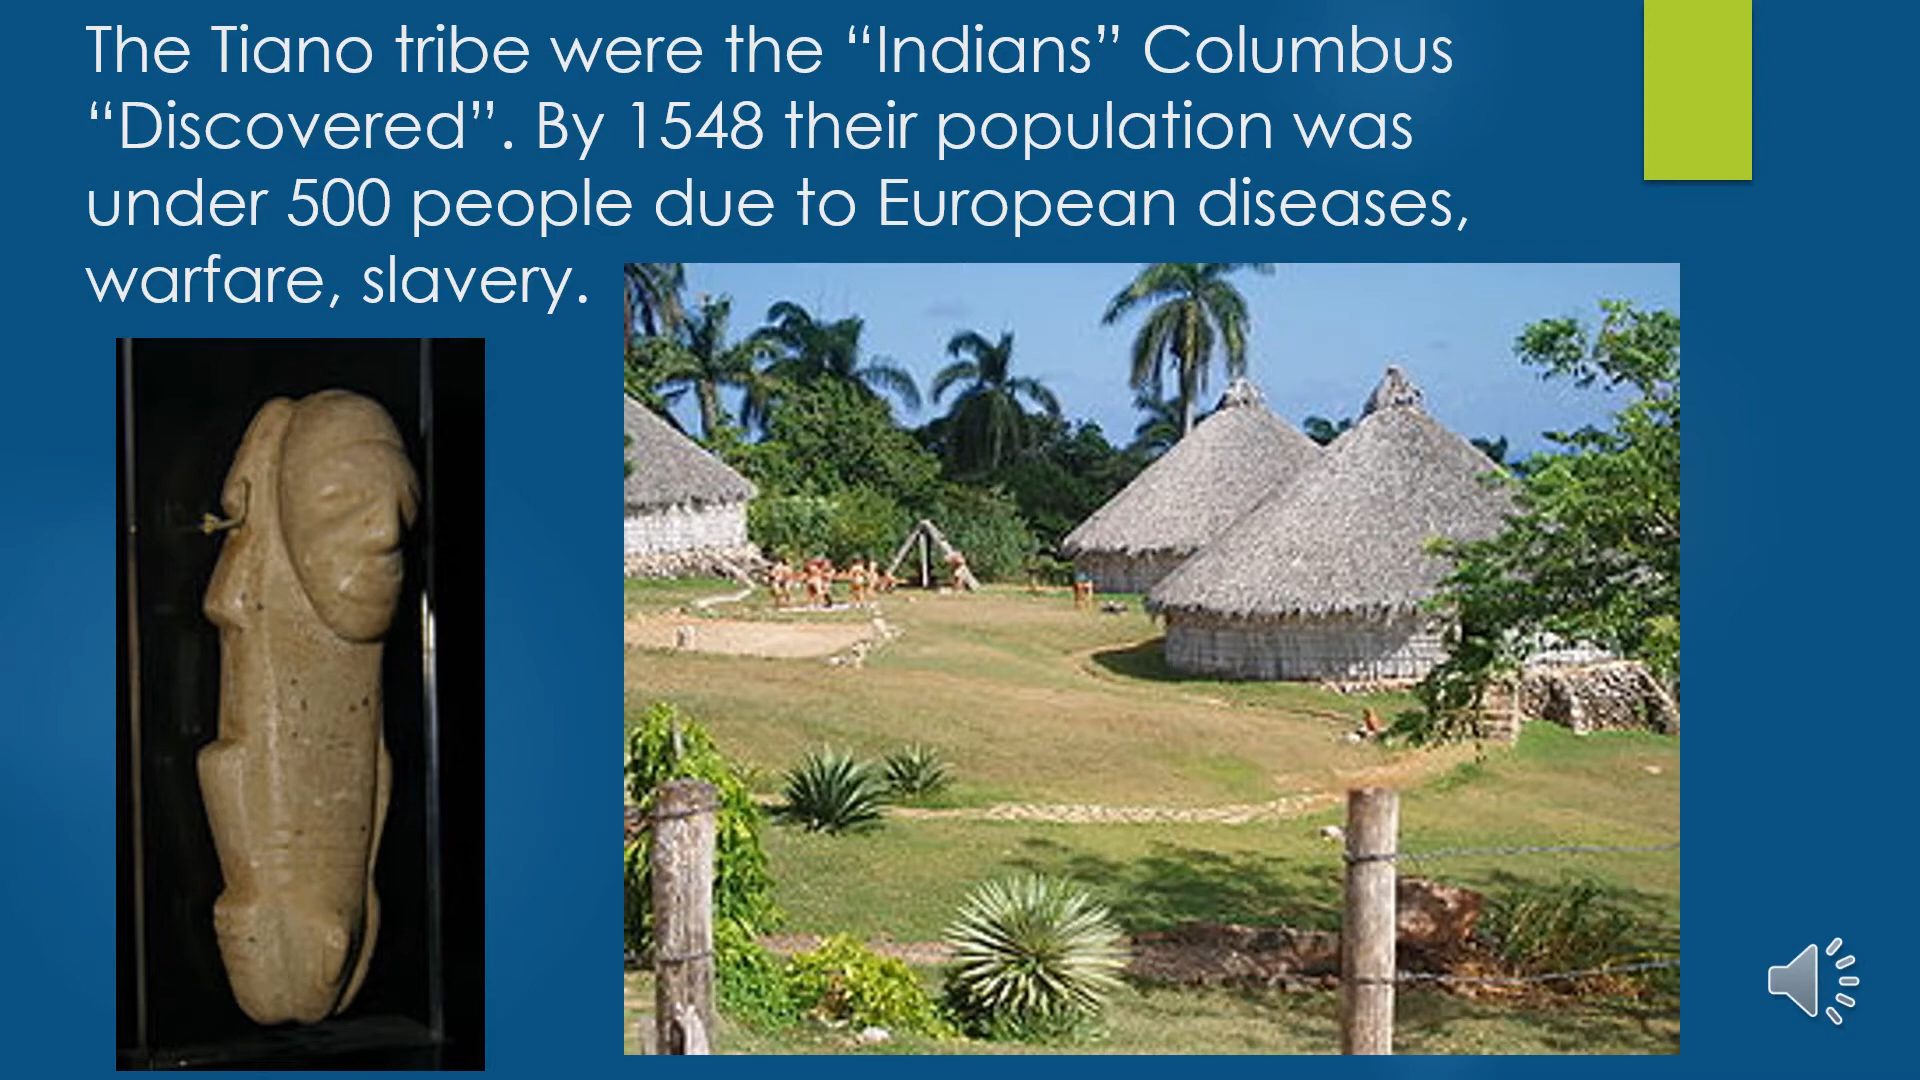 The Tiano tribe were the “Indians” Columbus
“Discovered”. By 1548 their population was
under 500 people due to European diseases,
warfare, slavery.